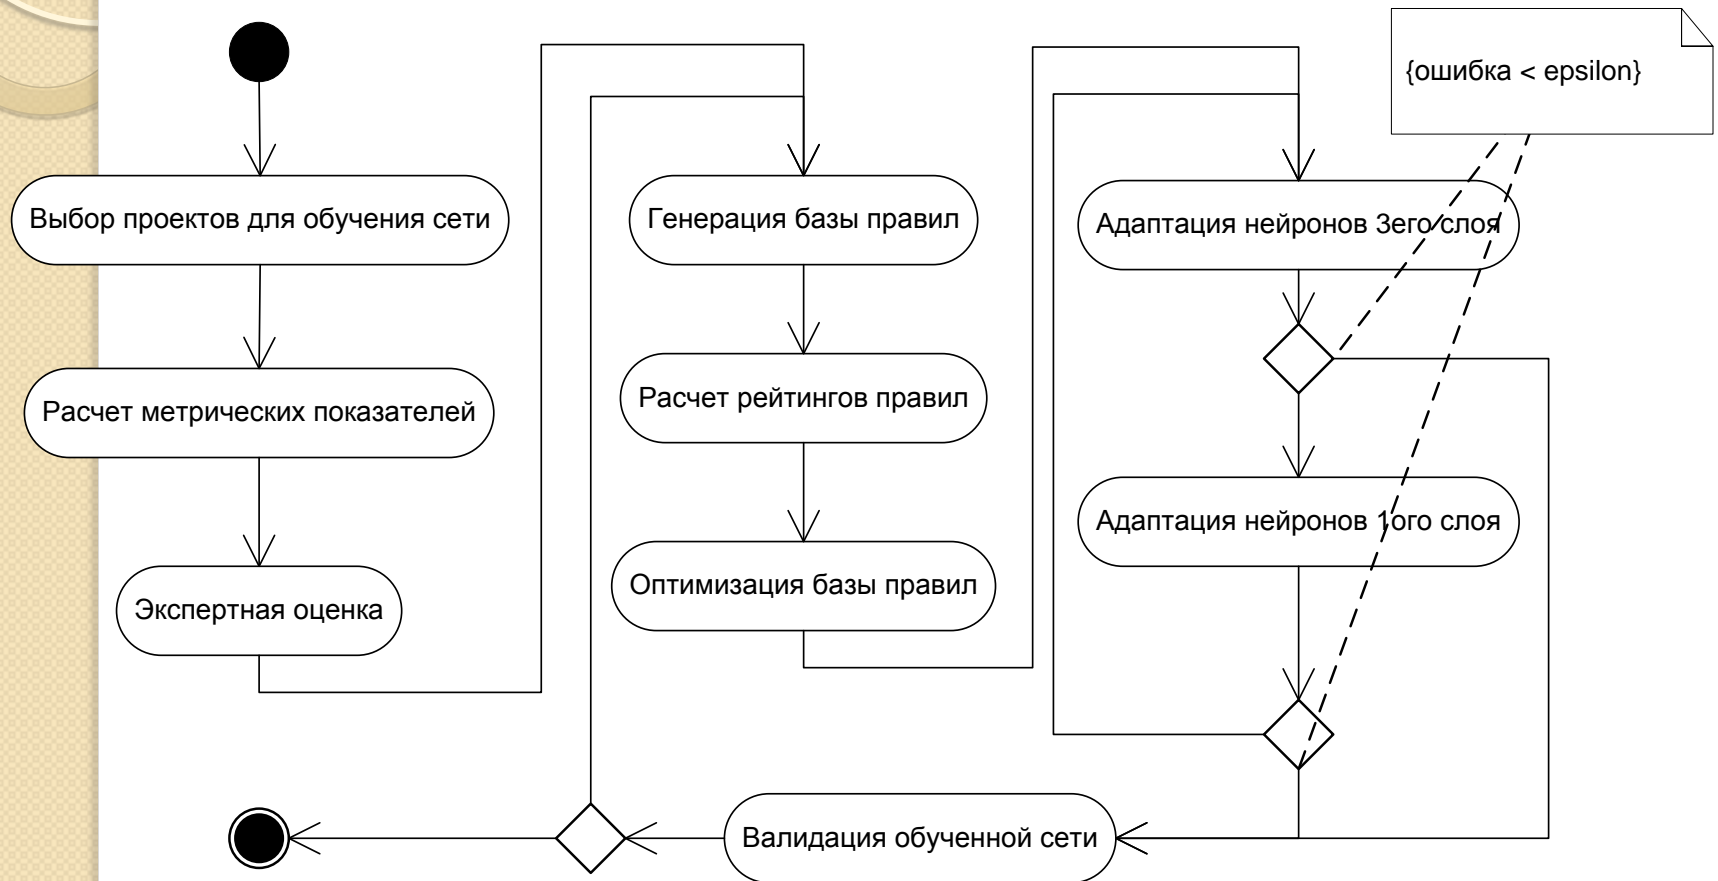 {ошибка < epsilon}
Выбор проектов для обучения сети
Генерация базы правил
Адаптация нейронов 3его слоя
Расчет метрических показателей
Расчет рейтингов правил
Адаптация нейронов 1ого слоя
Экспертная оценка
Оптимизация базы правил
Валидация обученной сети